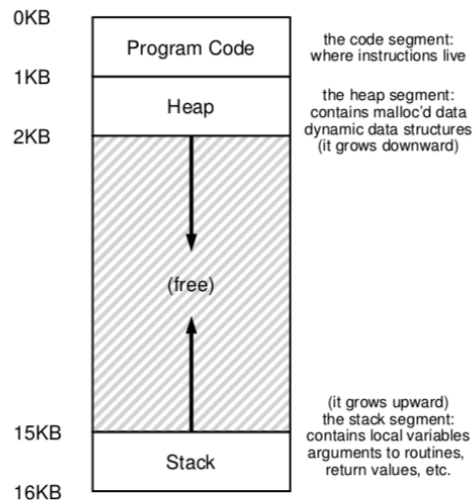 0KB
Program Code
the code segment:
where instructions live
1KB
Heap
the heap segment:
contains malloc'd data
dynamic data structures
(it grows downward)
2KB
(free)
(it grows upward)
the stack segment:
contains local variables
arguments to routines,
return values, etc.
15KB
Stack
16KB